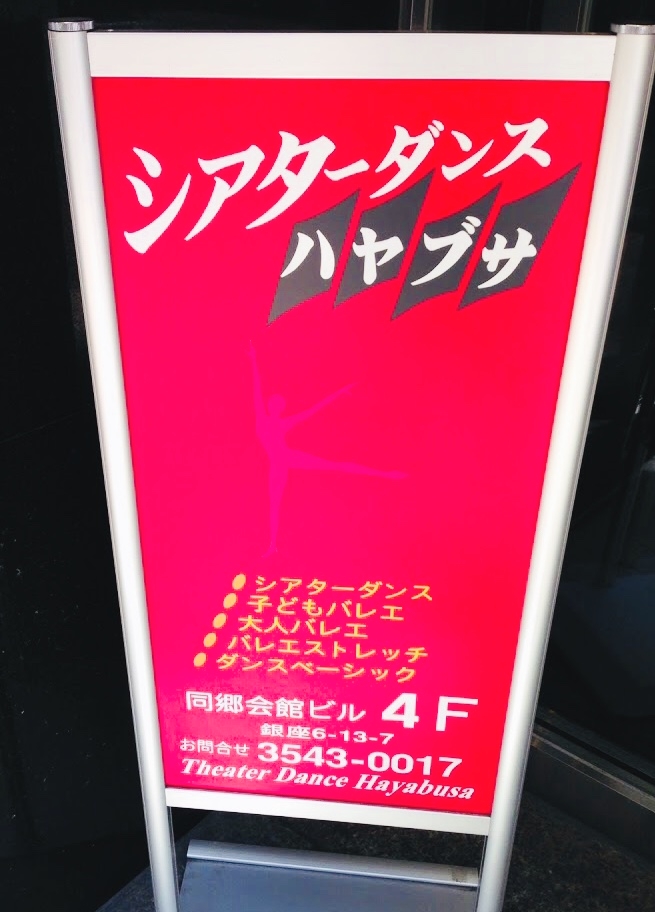 シアターダンス
ハヤブサ
シアターダンス
子どもバレエ
大人バレエ
バレエストレッチ
ダンスベーシック
同郷会館ビル 4F
銀座6-13-7
お問合せ 3543-0017
Theater Dance Hayabusa